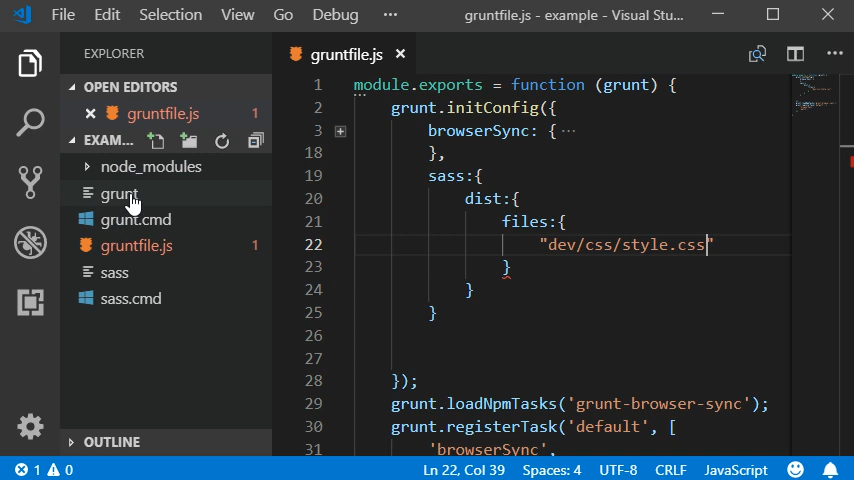 File Edit Selection View Go Debug ··· gruntfile.js - example - Visual Stu...
EXPLORER
OPEN EDITORS
gruntfile.js 1
EXAM...
node_modules
grunt
grunt.cmd
gruntfile.js 1
sass
sass.cmd
OUTLINE
gruntfile.js
1 module.exports = function (grunt) {
2 grunt.initConfig({
3 browserSync: { ···
18 },
19 sass:{
20 dist:{
21 files:{
22 "dev/css/style.css"
23 }
24 }
25 }
26
27
28 });
29 grunt.loadNpmTasks('grunt-browser-sync');
30 grunt.registerTask('default', [
31 'browserSync',
1 0 Ln 22, Col 39 Spaces: 4 UTF-8 CRLF JavaScript